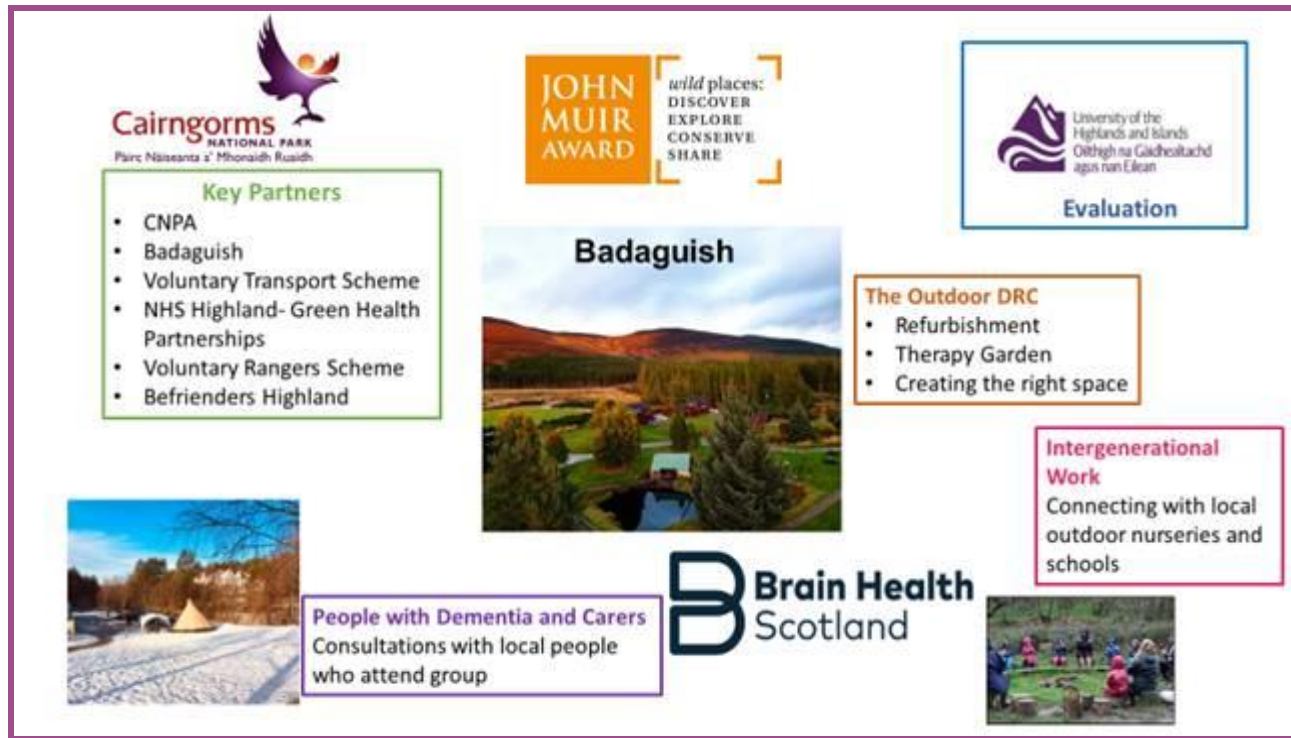 Cairngorms
NATIONAL PARK
Pàirc Nàiseanta a' Mhonaidh Ruaidh
Key Partners
• CNPA
• Badaguish
• Voluntary Transport Scheme
• NHS Highland- Green Health
Partnerships
• Voluntary Rangers Scheme
• Befrienders Highland
JOHN
MUIR
AWARD
wild places:
DISCOVER
EXPLORE
CONSERVE
SHARE
University of the
Highlands and Islands
Oilthigh na Gàidhealtachd
agus nan Eilean
Evaluation
Badaguish
The Outdoor DRC
• Refurbishment
• Therapy Garden
• Creating the right space
Intergenerational
Work
Connecting with local
outdoor nurseries and
schools
People with Dementia and Carers
Consultations with local people
who attend group
Brain Health
Scotland